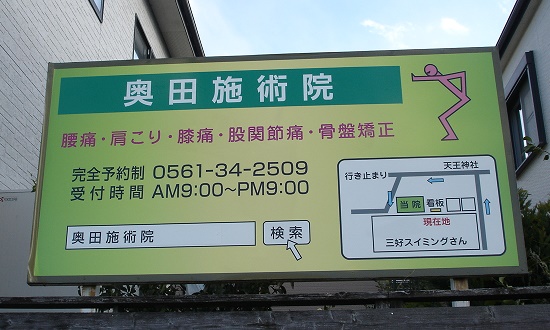 奥田施術院
腰痛・肩こり・膝痛・股関節痛・骨盤矯正
完全予約制 0561-34-2509
受付時間 AM9:00〜PM9:00
奥田施術院 検索
天王神社
行き止まり
当院 看板
現在地
三好スイミングさん